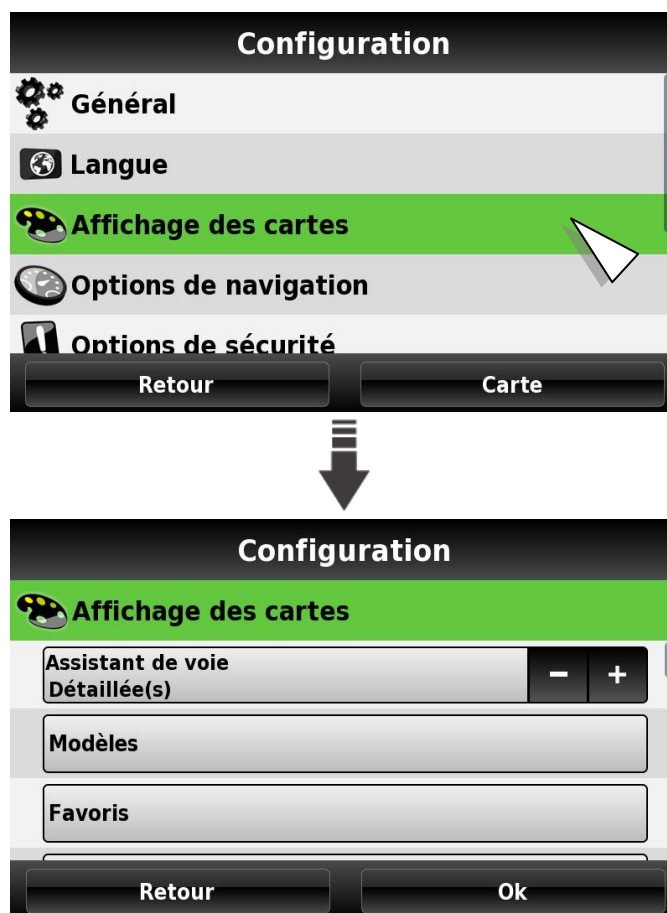 Configuration
Général
Langue
Affichage des cartes
Options de navigation
Options de sécurité
Retour Carte
Configuration
Affichage des cartes
Assistant de voie
Détaillée(s)
- +
Modèles
Favoris
Retour Ok